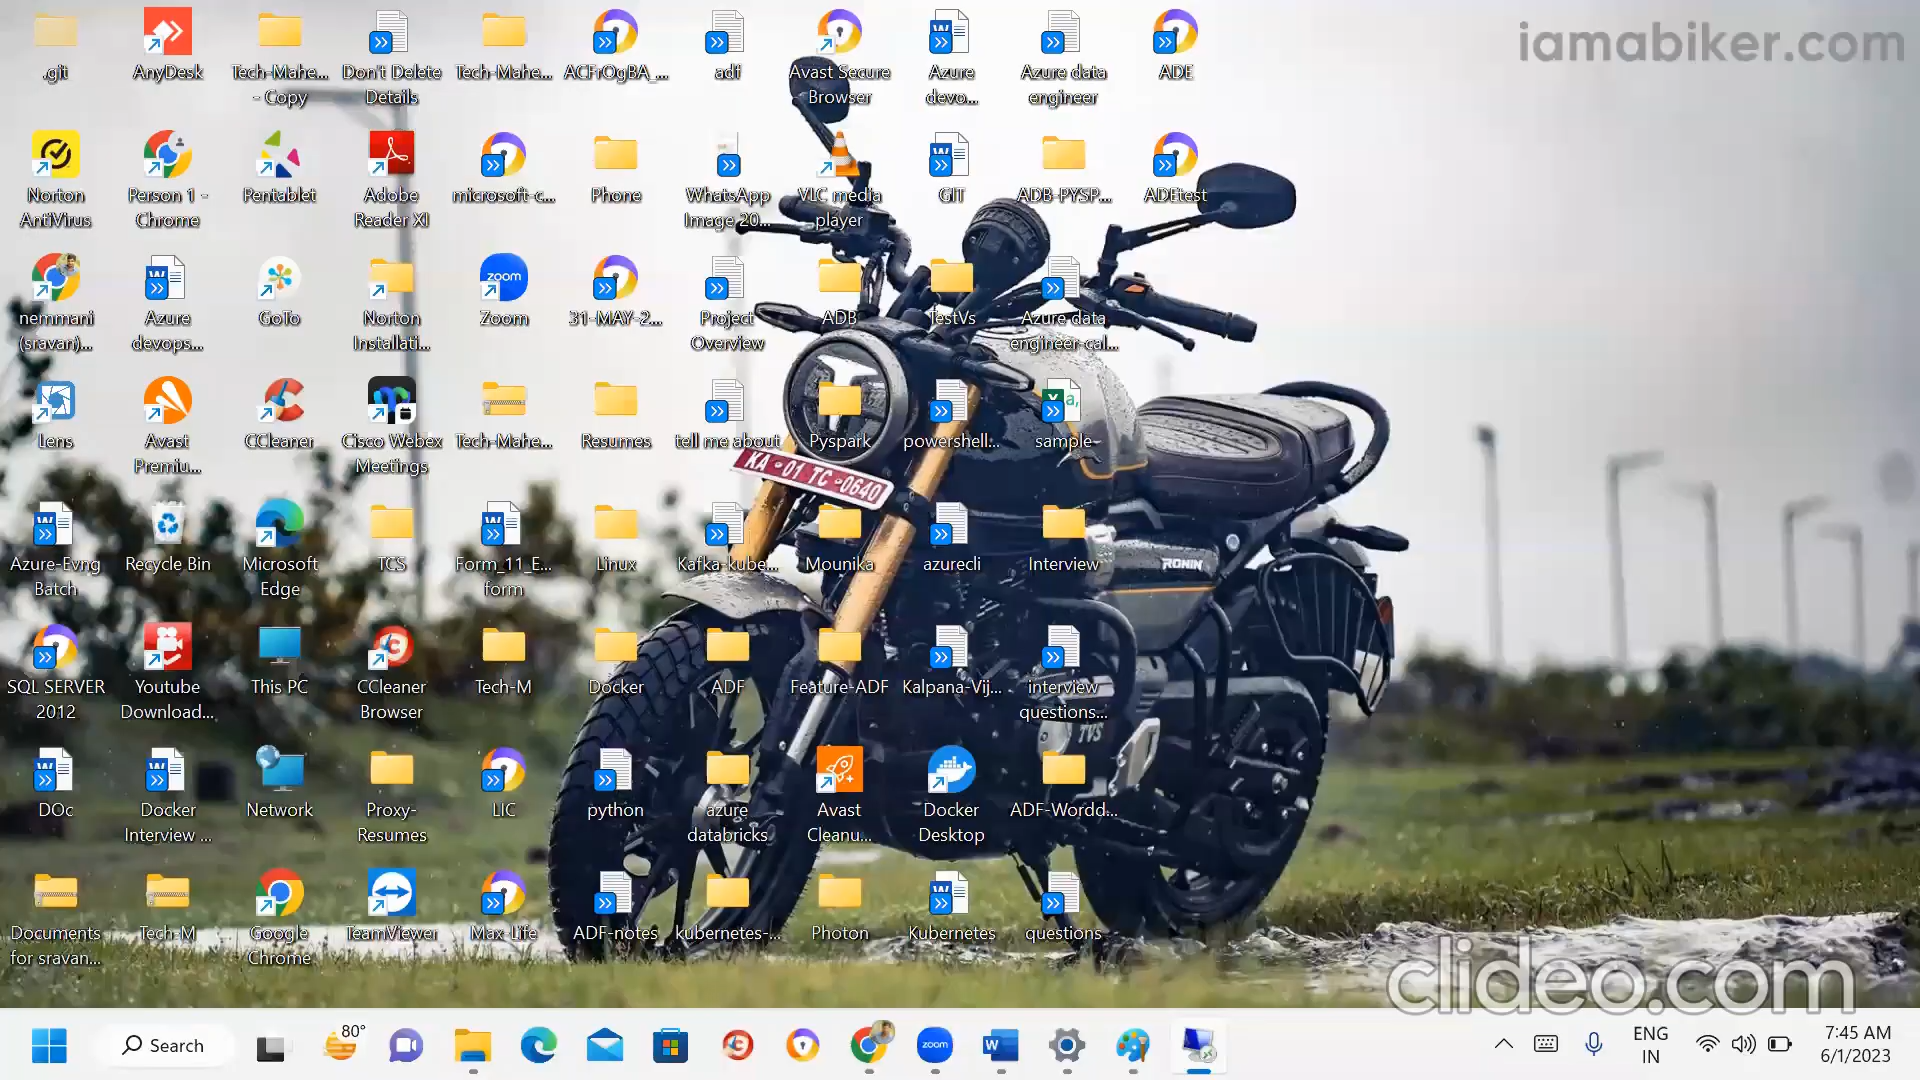 iamabiker.com
.git
AnyDesk
Tech-Mahe...
- Copy
Don't Delete
Details
Tech-Mahe...
ACFrOgBA_...
adf
Avast Secure
Browser
Azure
devo...
Azure data
engineer
ADE
Norton
AntiVirus
Person 1 -
Chrome
Pentablet
Adobe
Reader XI
microsoft-c...
Phone
WhatsApp
Image 20...
VLC media
player
GIT
ADB-PYSP...
ADEtest
nemmani
(sravan)...
Azure
devops...
GoTo
Norton
Installati...
zoom
Zoom
31-MAY-2...
Project
Overview
ADB
TestVs
Azure data
engineer-cal...
Lens
Avast
Premiu...
CCleaner
Cisco Webex
Meetings
Tech-Mahe...
Resumes
tell me about
Pyspark
powershell...
sample
KA 01 TC 0640
Azure-Evng
Batch
Recycle Bin
Microsoft
Edge
TCS
Form_11_E...
form
Linux
Kafka-kube...
Mounika
azurecli
Interview
RONIN
SQL SERVER
2012
Youtube
Download...
This PC
CCleaner
Browser
Tech-M
Docker
ADF
Feature-ADF
Kalpana-Vij...
interview
questions...
TVS
DOc
Docker
Interview ...
Network
Proxy-
Resumes
LIC
python
azure
databricks
Avast
Cleanu...
Docker
Desktop
ADF-Wordd...
Documents
for sravan...
Tech-M
Google
Chrome
TeamViewer
Max-Life
ADF-notes
kubernetes-...
Photon
Kubernetes
questions
clideo.com
Search
80°
zoom
ENG
IN
7:45 AM
6/1/2023